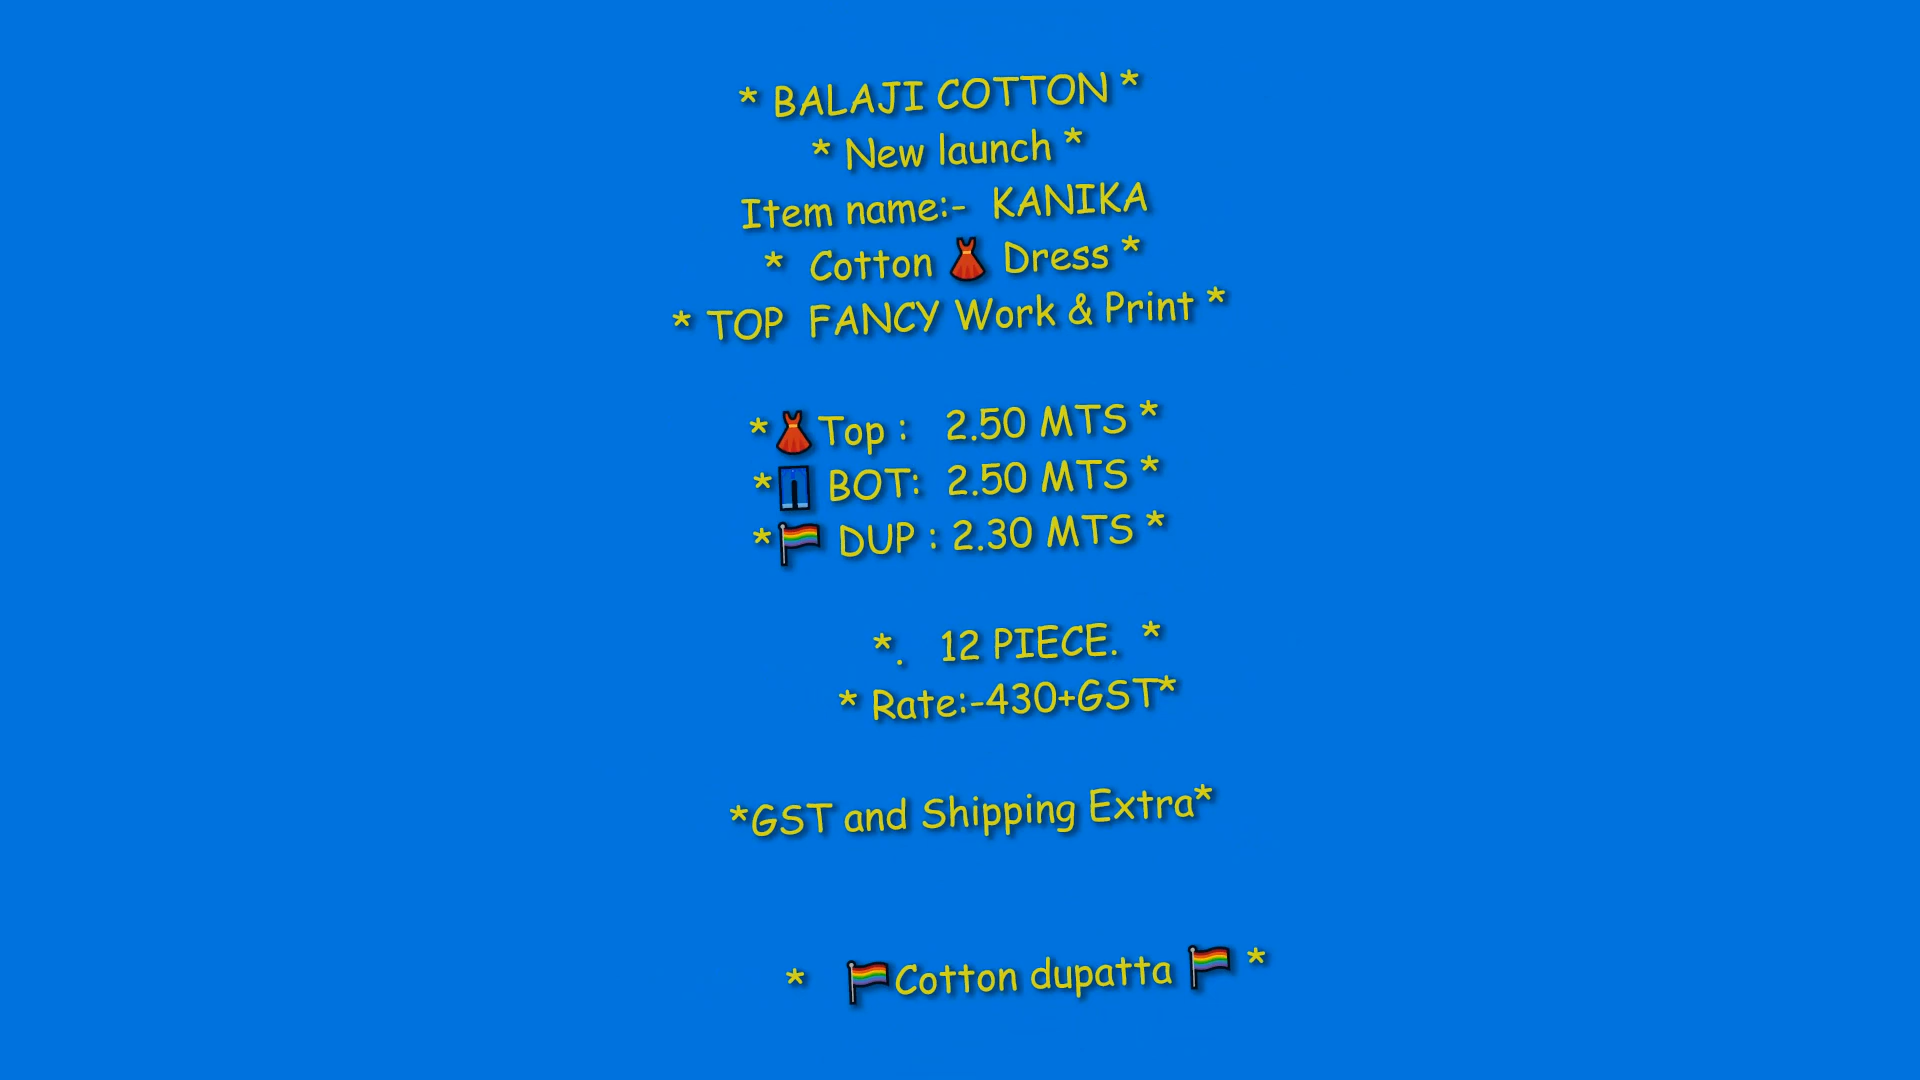 * BALAJI COTTON *
* New launch *
Item name:- KANIKA
* Cotton 👗 Dress *
* TOP FANCY Work & Print *
*👗Top : 2.50 MTS *
*👖 BOT: 2.50 MTS *
*🏳️‍🌈 DUP : 2.30 MTS *
*. 12 PIECE. *
* Rate:-430+GST*
*GST and Shipping Extra*
* 🏳️‍🌈Cotton dupatta 🏳️‍🌈 *